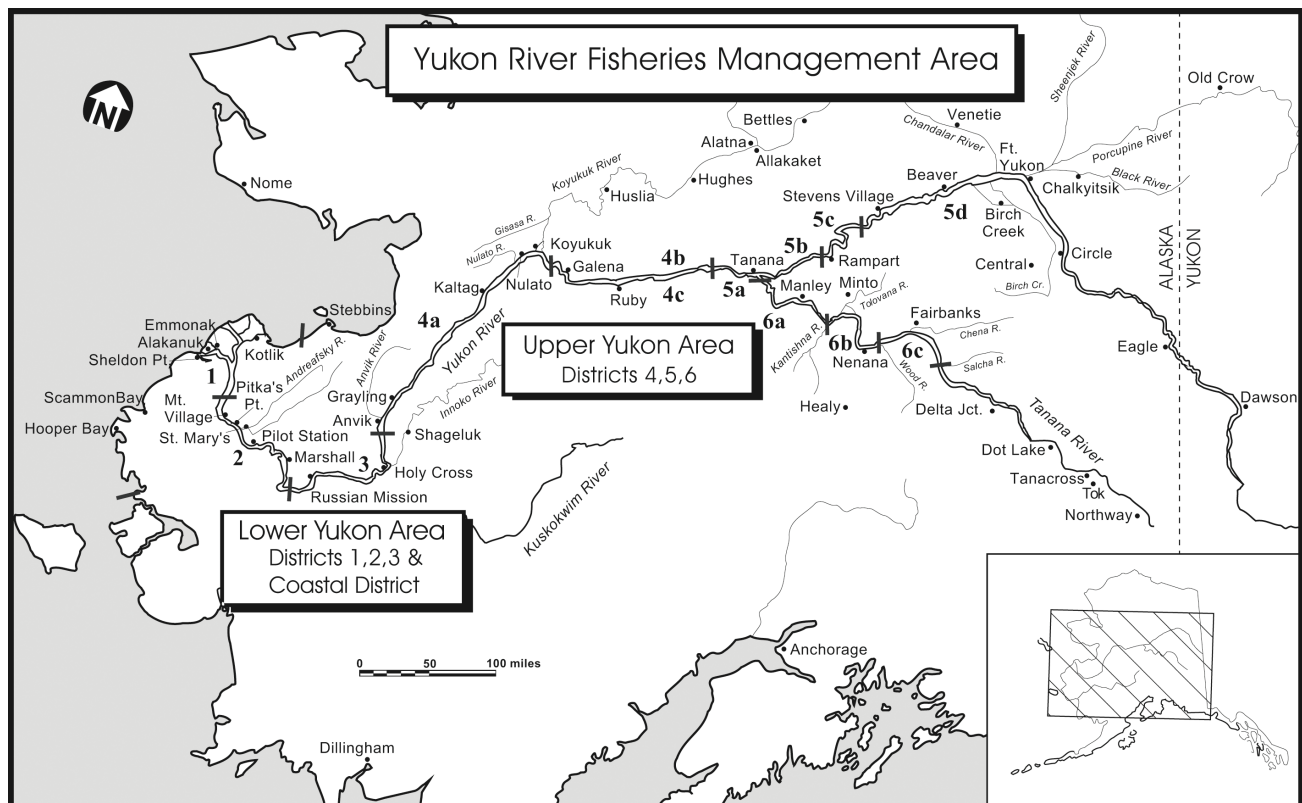 Yukon River Fisheries Management Area
N
Nome
Bettles
Alatna
Allakaket
Hughes
Huslia
Koyukuk River
Gisasa R.
Nulato R.
Koyukuk
Nulato
Galena
Kaltag
Ruby
4a
4b
4c
Yukon River
Venetie
Chandalar River
Sheenjek River
Old Crow
Porcupine River
Ft.
Yukon
Chalkyitsik
Black River
Beaver
Stevens Village
Birch
Creek
5d
5c
5b
5a
Tanana
Rampart
Manley
Minto
Tolovana R.
Central
Circle
Birch Cr.
ALASKA
YUKON
Fairbanks
Chena R.
Salcha R.
6a
6b
6c
Kantishna R.
Nenana
Wood R.
Healy
Delta Jct.
Eagle
Dawson
Tanana River
Dot Lake
Tanacross
Tok
Northway
Upper Yukon Area
Districts 4,5,6
Stebbins
Emmonak
Alakanuk
Sheldon Pt.
Kotlik
1
Andreafsky R.
Anvik River
Innoko River
ScammonBay
Hooper Bay
Mt.
Village
Pitka's
Pt.
St. Mary's
Pilot Station
2
Marshall
3
Grayling
Anvik
Shageluk
Holy Cross
Russian Mission
Kuskokwim River
Lower Yukon Area
Districts 1,2,3 &
Coastal District
0 50 100 miles
Anchorage
Dillingham